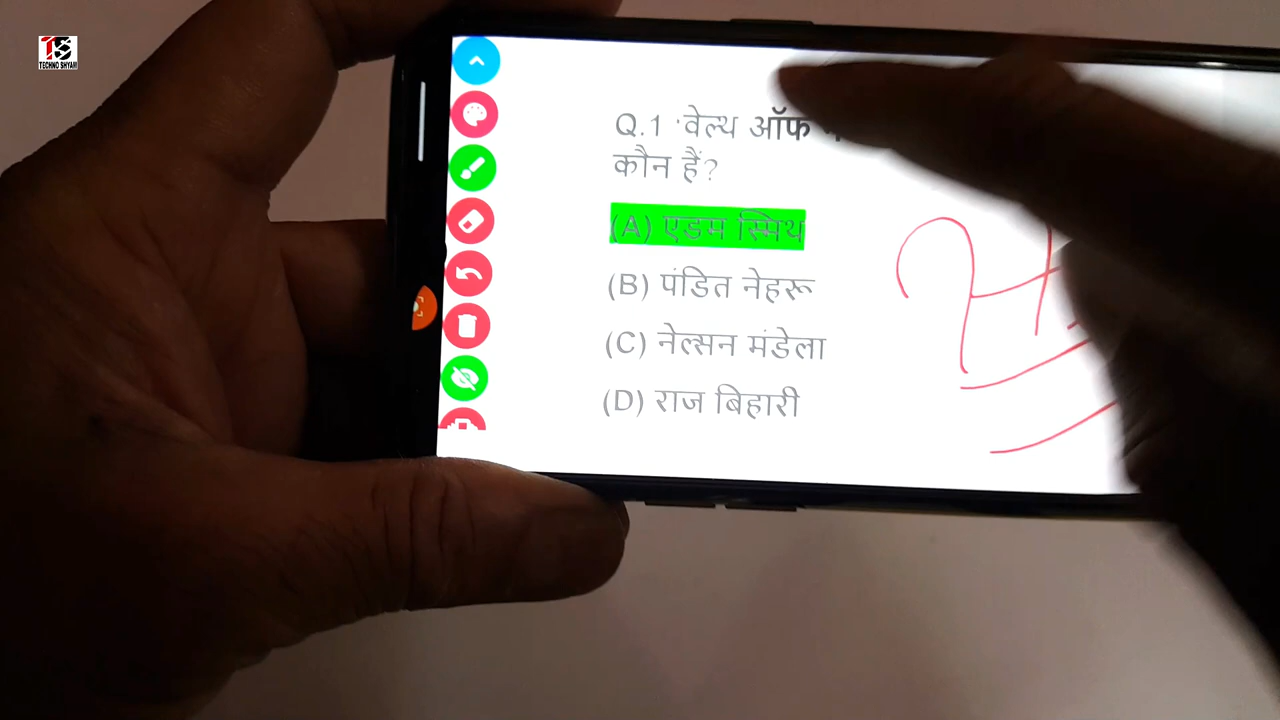 TS
TECHNO SHYAM
Q.1 'वेल्थ ऑफ
कौन हैं?
(A) एडम स्मिथ
(B) पंडित नेहरू
(C) नेल्सन मंडेला
(D) राज बिहारी